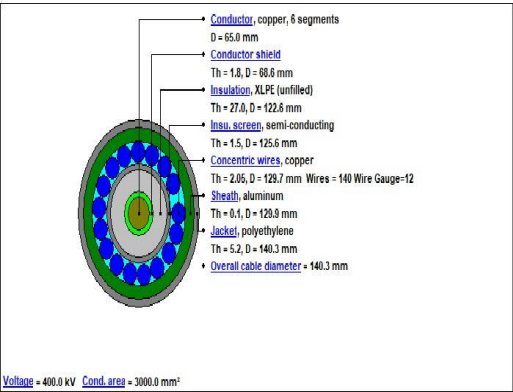 Conductor, copper, 6 segments
D = 65.0 mm
Conductor shield
Th = 1.8, D = 68.6 mm
Insulation, XLPE (unfilled)
Th = 27.0, D = 122.6 mm
Insu. screen, semi-conducting
Th = 1.5, D = 125.6 mm
Concentric wires, copper
Th = 2.05, D = 129.7 mm Wires = 140 Wire Gauge=12
Sheath, aluminum
Th = 0.1, D = 129.9 mm
Jacket, polyethylene
Th = 5.2, D = 140.3 mm
Overall cable diameter = 140.3 mm
Voltage = 400.0 kV Cond. area = 3000.0 mm²